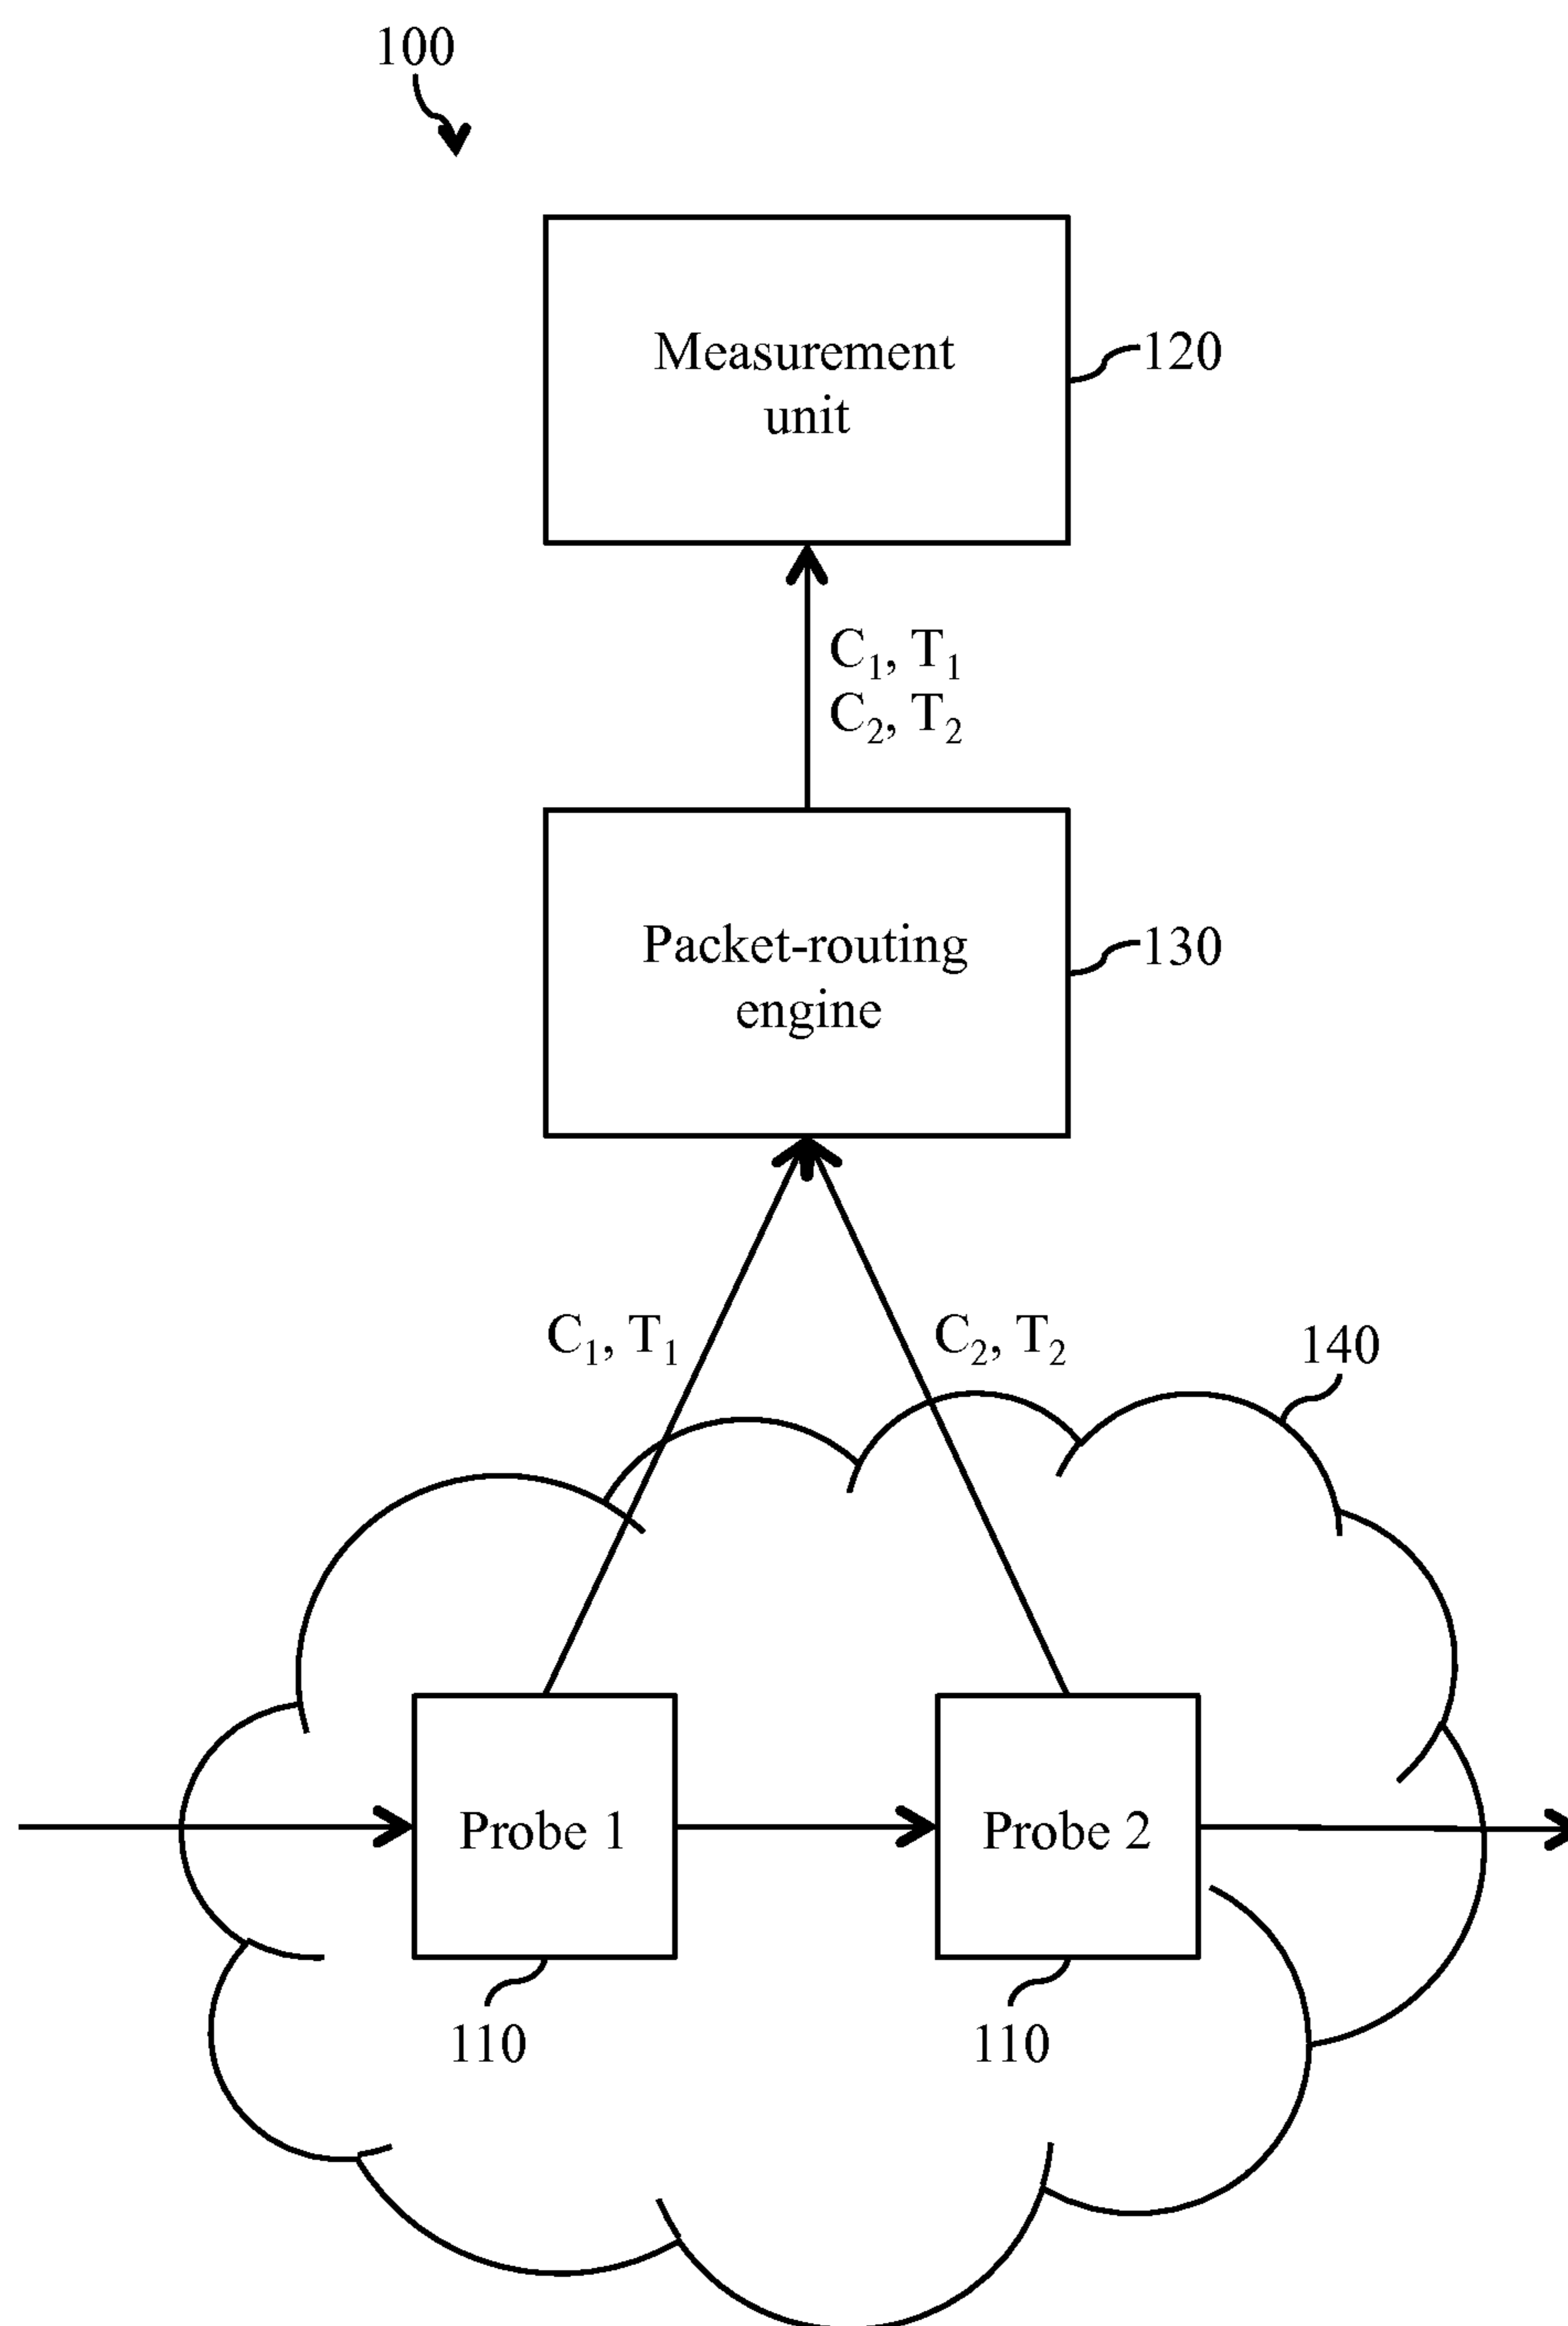 100
Measurement
unit
120
C₁, T₁
C₂, T₂
Packet-routing
engine
130
C₁, T₁
C₂, T₂
140
Probe 1
Probe 2
110
110